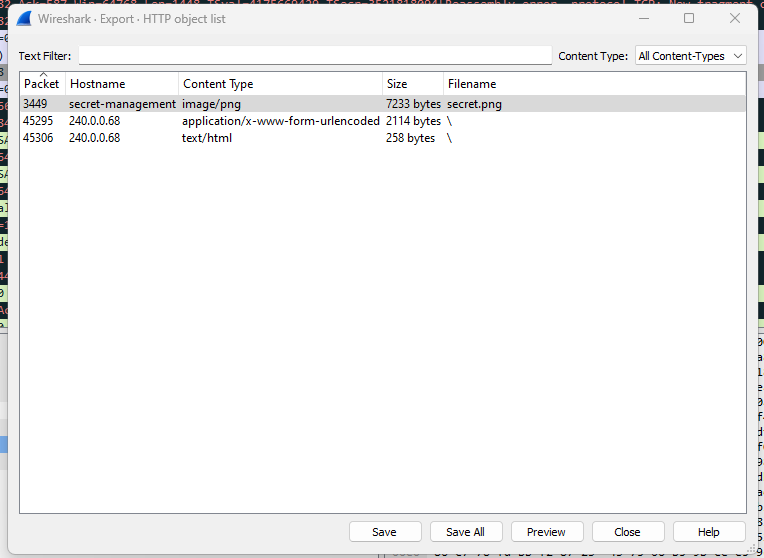 Wireshark · Export · HTTP object list
Text Filter: Content Type: All Content-Types
Packet Hostname Content Type Size Filename
3449 secret-management image/png 7233 bytes secret.png
45295 240.0.0.68 application/x-www-form-urlencoded 2114 bytes \
45306 240.0.0.68 text/html 258 bytes \
Save Save All Preview Close Help